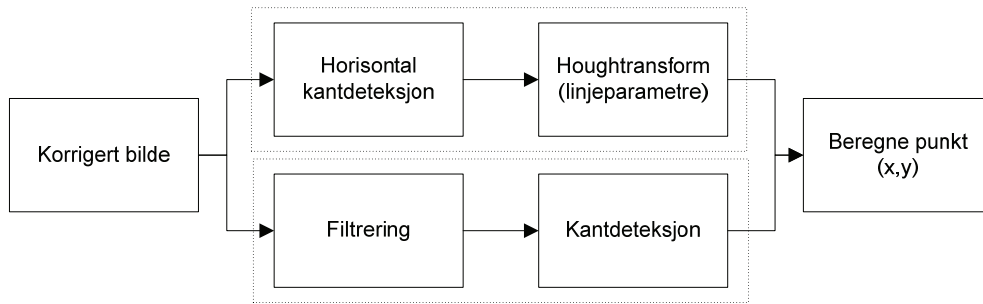 Korrigert bilde
Horisontal
kantdeteksjon
Houghtransform
(linjeparametre)
Filtrering
Kantdeteksjon
Beregne punkt
(x,y)